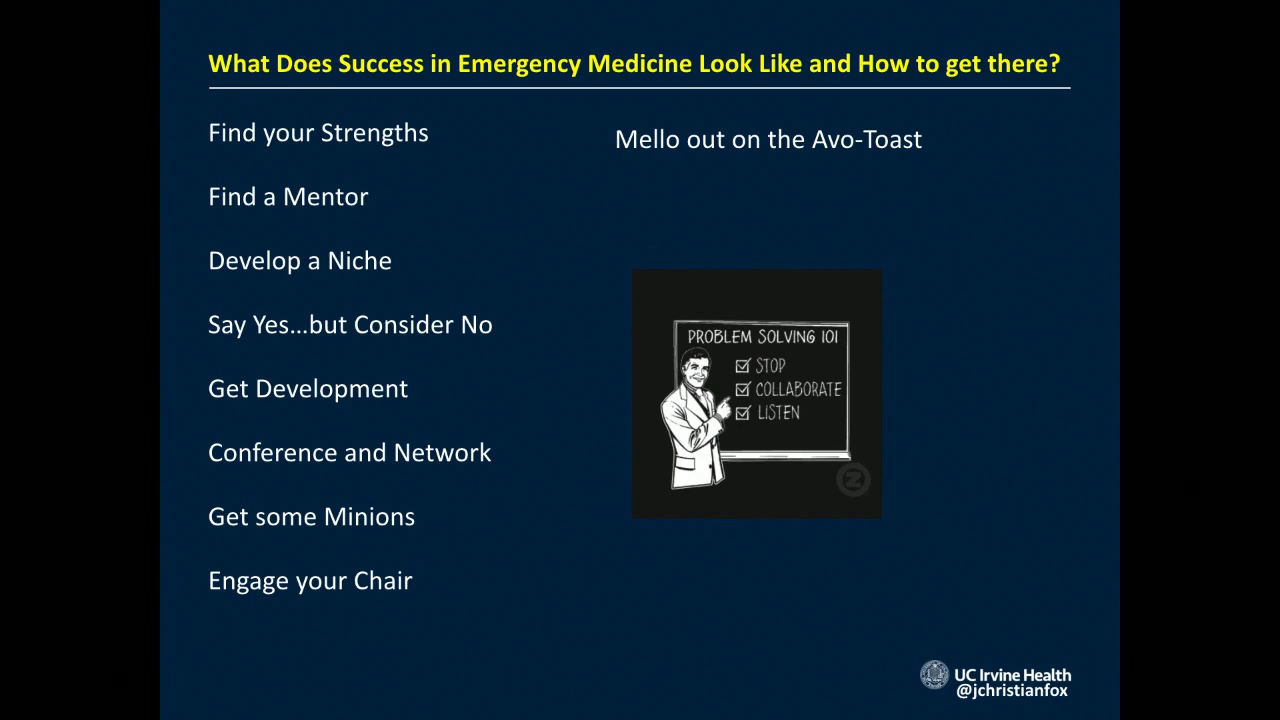 What Does Success in Emergency Medicine Look Like and How to get there?
Find your Strengths
Find a Mentor
Develop a Niche
Say Yes...but Consider No
Get Development
Conference and Network
Get some Minions
Engage your Chair
Mello out on the Avo-Toast
PROBLEM SOLVING 101
STOP
COLLABORATE
LISTEN
Z
UC Irvine Health
@jchristianfox